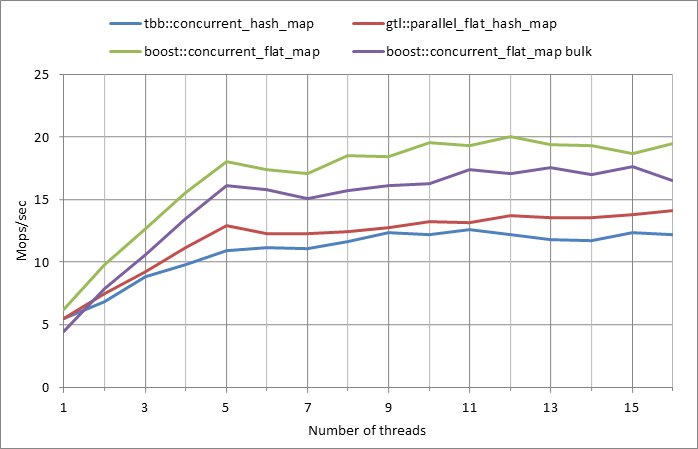 tbb::concurrent_hash_map gtl::parallel_flat_hash_map
boost::concurrent_flat_map boost::concurrent_flat_map bulk
25
20
15
10
5
0
Mops/sec
1 3 5 7 9 11 13 15
Number of threads